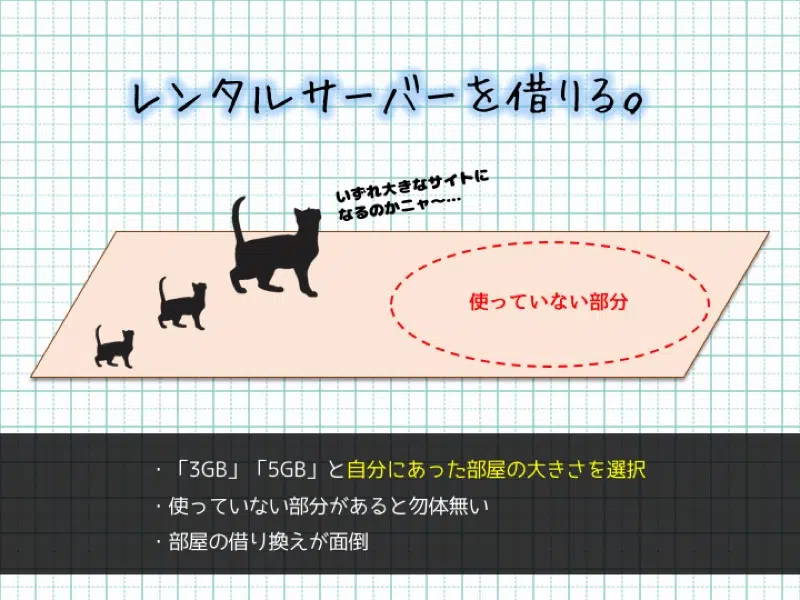 レンタルサーバーを借りる。
いずれ大きなサイトに
なるのかニャ～…
使っていない部分
・「3GB」「5GB」と自分にあった部屋の大きさを選択
・使っていない部分があると勿体無い
・部屋の借り換えが面倒